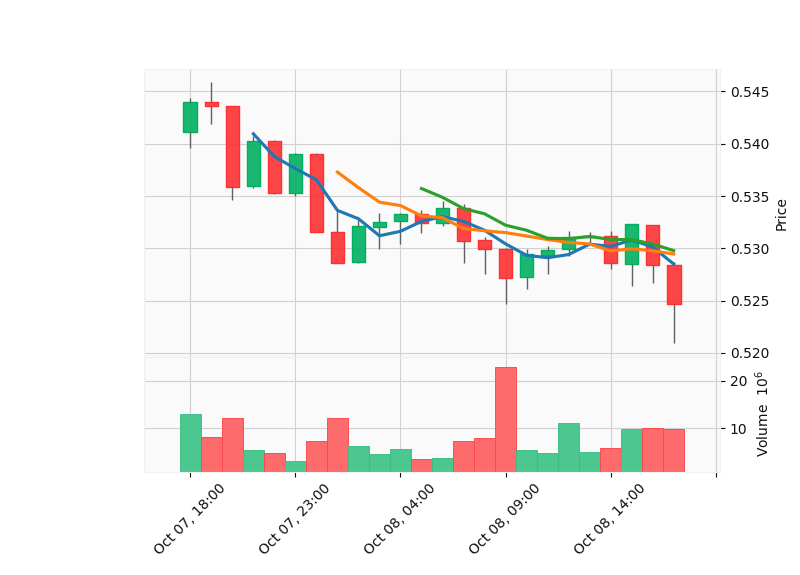 0.545
0.540
0.535
0.530
0.525
0.520
Price
20
10
Volume 10^6
Oct 07, 18:00
Oct 07, 23:00
Oct 08, 04:00
Oct 08, 09:00
Oct 08, 14:00